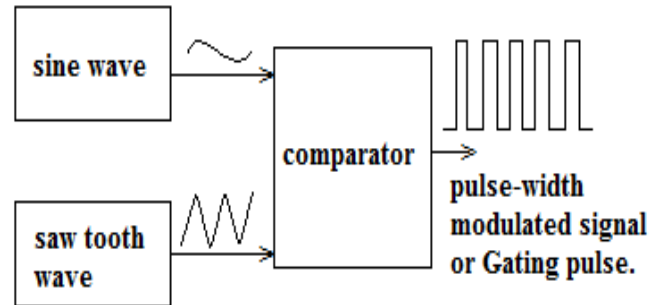 sine wave
saw tooth
wave
comparator
pulse-width
modulated signal
or Gating pulse.